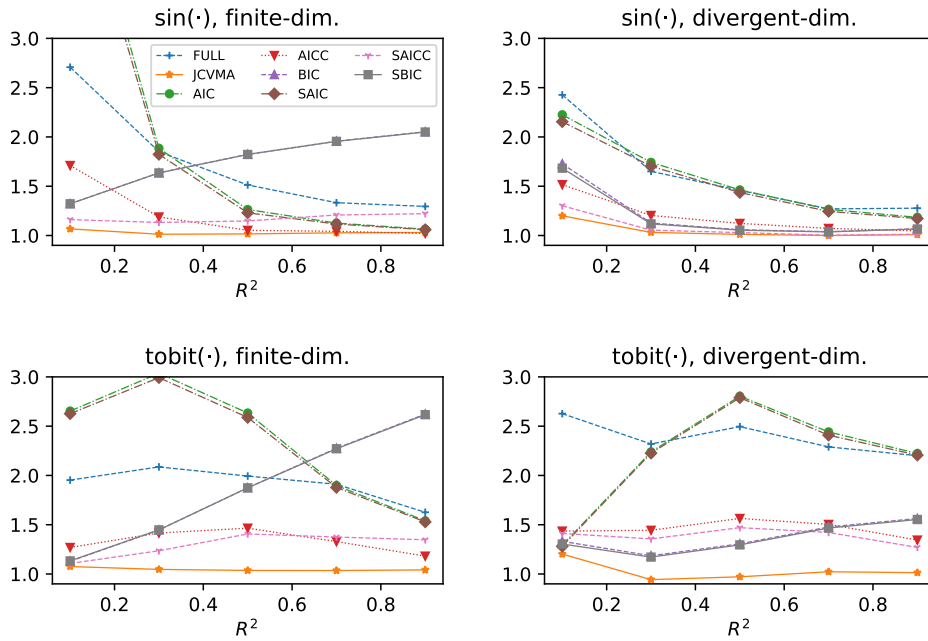 sin(·), finite-dim.
3.0
2.5
2.0
1.5
1.0
0.2 0.4 0.6 0.8
R²
FULL
JCVMA
AIC
AICC
BIC
SAIC
SAICC
SBIC
sin(·), divergent-dim.
3.0
2.5
2.0
1.5
1.0
0.2 0.4 0.6 0.8
R²
tobit(·), finite-dim.
3.0
2.5
2.0
1.5
1.0
0.2 0.4 0.6 0.8
R²
tobit(·), divergent-dim.
3.0
2.5
2.0
1.5
1.0
0.2 0.4 0.6 0.8
R²